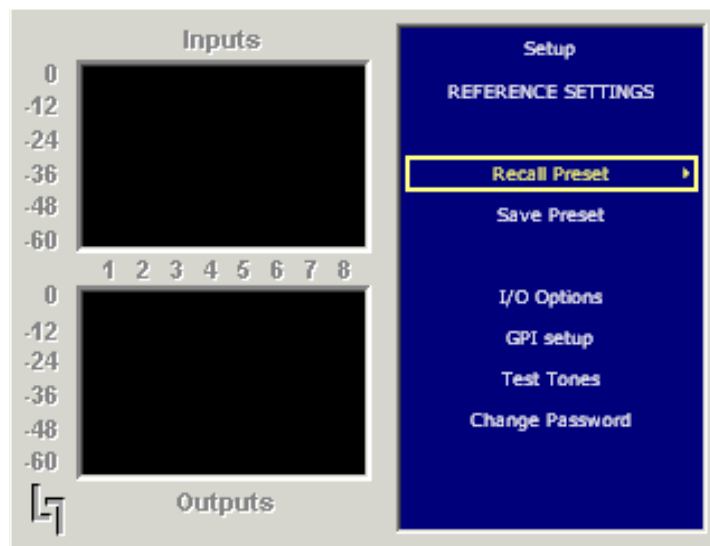 Inputs
0
-12
-24
-36
-48
-60
1 2 3 4 5 6 7 8
0
-12
-24
-36
-48
-60
Outputs
Setup
REFERENCE SETTINGS
Recall Preset
Save Preset
I/O Options
GPI setup
Test Tones
Change Password